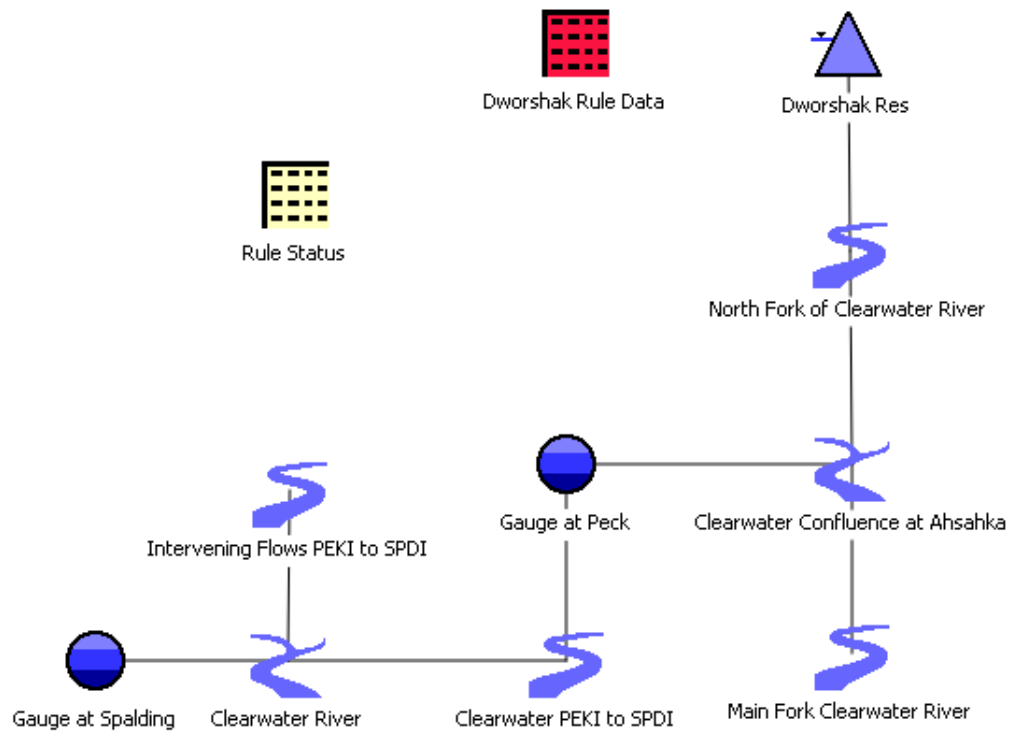 Dworshak Rule Data
Dworshak Res
Rule Status
North Fork of Clearwater River
Gauge at Peck
Clearwater Confluence at Ahsahka
Intervening Flows PEKI to SPDI
Gauge at Spalding
Clearwater River
Clearwater PEKI to SPDI
Main Fork Clearwater River